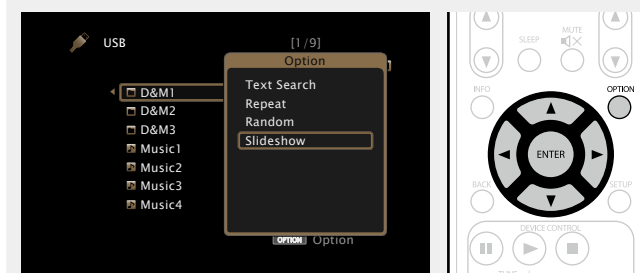 USB
[1/9]
Option
Text Search
Repeat
Random
Slideshow
D&M1
D&M2
D&M3
Music1
Music2
Music3
Music4
OPTION Option
SLEEP
MUTE
INFO
OPTION
ENTER
BACK
SETUP
DEVICE CONTROL